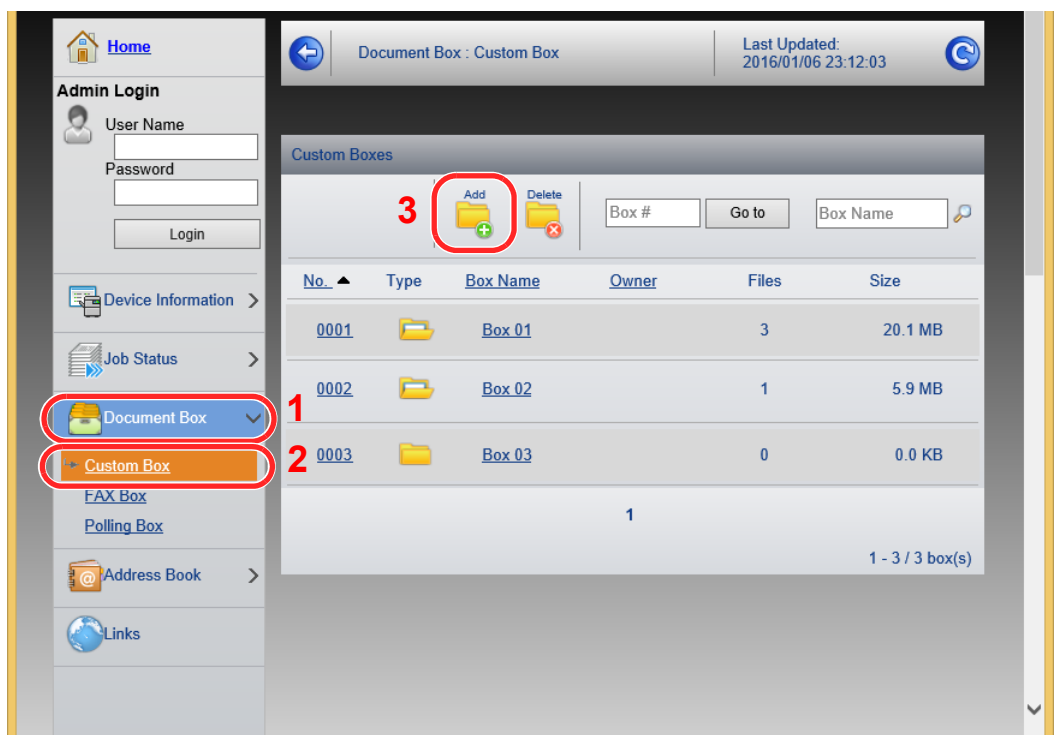 Home
Admin Login
User Name
Password
Login
Device Information
Job Status
Document Box
1
Custom Box
2
FAX Box
Polling Box
Address Book
Links
Document Box : Custom Box
Last Updated:
2016/01/06 23:12:03
Custom Boxes
3
Add Delete Box # Go to Box Name
No. Type Box Name Owner Files Size
0001 Box 01 3 20.1 MB
0002 Box 02 1 5.9 MB
0003 Box 03 0 0.0 KB
1
1 - 3 / 3 box(s)